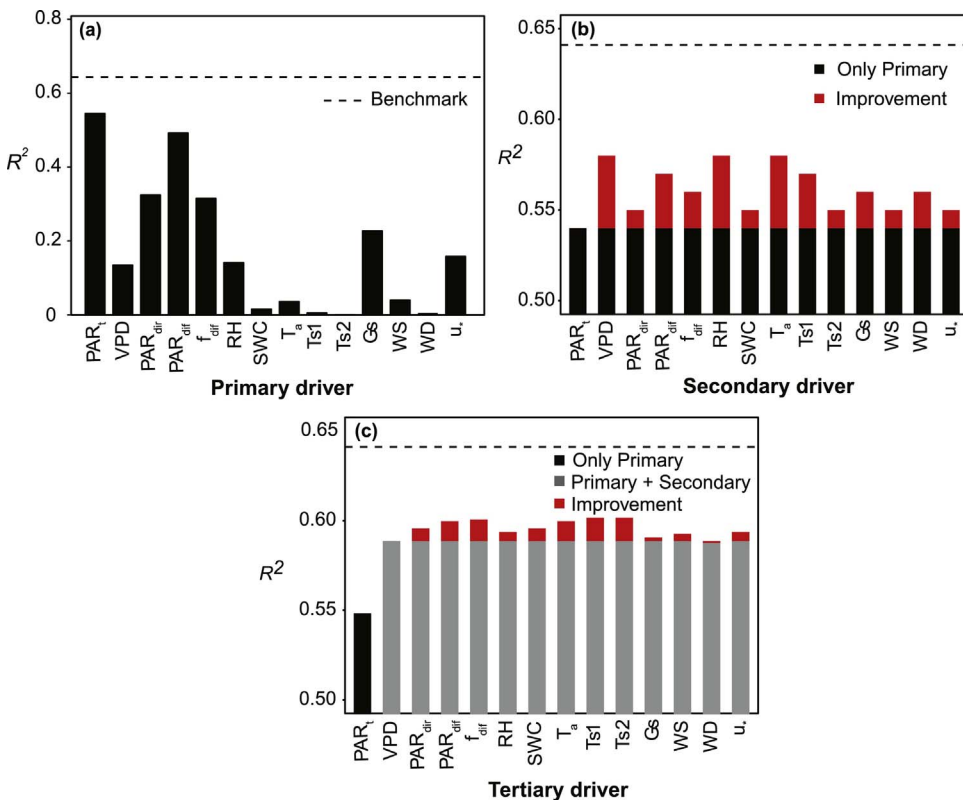 (a)
0.8
0.6
0.4
0.2
0
R²
Benchmark
PARt
VPD
PARdir
PARdif
fdif
RH
SWC
Ta
Ts1
Ts2
Gs
WS
WD
u*
Primary driver
(b)
0.65
0.60
0.55
0.50
R²
Only Primary
Improvement
PARt
VPD
PARdir
PARdif
fdif
RH
SWC
Ta
Ts1
Ts2
Gs
WS
WD
u*
Secondary driver
(c)
0.65
0.60
0.55
0.50
R²
Only Primary
Primary + Secondary
Improvement
PARt
VPD
PARdir
PARdif
fdif
RH
SWC
Ta
Ts1
Ts2
Gs
WS
WD
u*
Tertiary driver